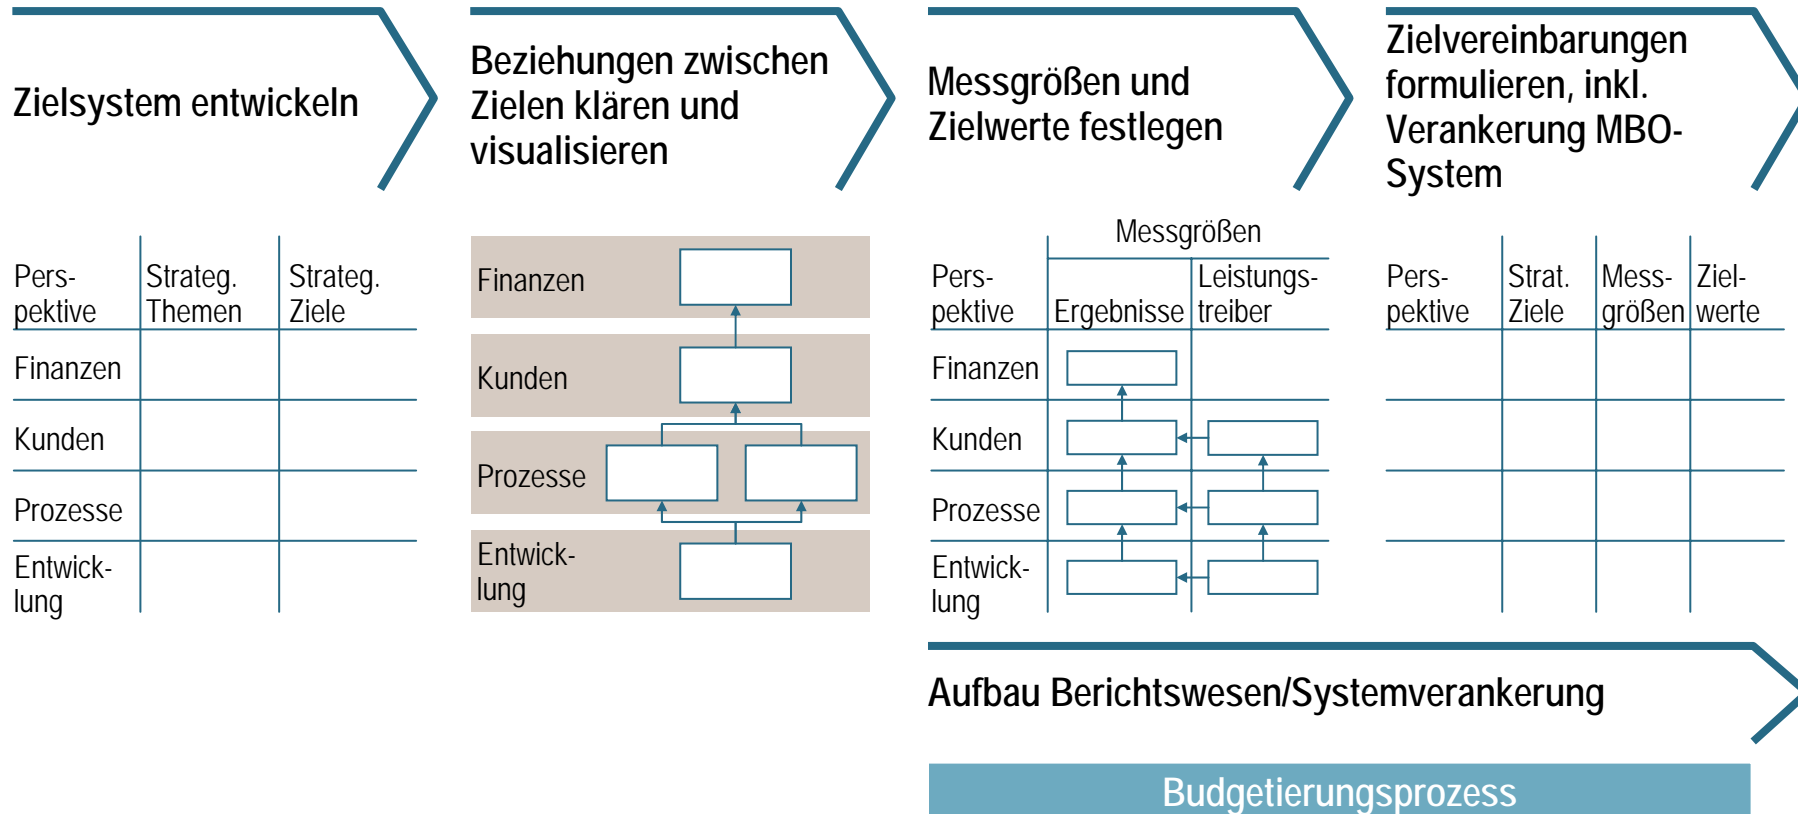 Zielsystem entwickeln
Beziehungen zwischen
Zielen klären und
visualisieren
Messgrößen und
Zielwerte festlegen
Zielvereinbarungen
formulieren, inkl.
Verankerung MBO-
System
Pers-
pektive
Strateg.
Themen
Strateg.
Ziele
Finanzen
Kunden
Prozesse
Entwick-
lung
Finanzen
Kunden
Prozesse
Entwick-
lung
Messgrößen
Pers-
pektive
Ergebnisse
Leistungs-
treiber
Finanzen
Kunden
Prozesse
Entwick-
lung
Pers-
pektive
Strat.
Ziele
Mess-
größen
Ziel-
werte
Aufbau Berichtswesen/Systemverankerung
Budgetierungsprozess